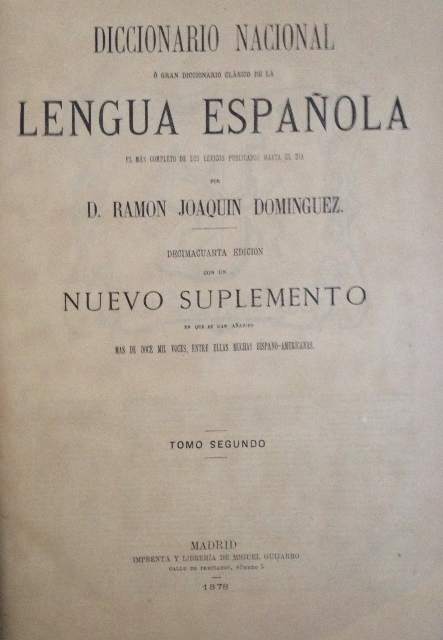 DICCIONARIO NACIONAL
Ó GRAN DICCIONARIO CLÁSICO DE LA
LENGUA ESPAÑOLA
EL MÁS COMPLETO DE LOS LÉXICOS PUBLICADOS HASTA EL DIA
POR
D. RAMON JOAQUIN DOMINGUEZ.
DECIMACUARTA EDICION
CON UN
NUEVO SUPLEMENTO
EN QUE SE HAN AÑADIDO
MAS DE DOCE MIL VOCES, ENTRE ELLAS MUCHAS HISPANO-AMERICANAS.
TOMO SEGUNDO
MADRID
IMPRENTA Y LIBRERÍA DE MIGUEL GUIJARRO
CALLE DE PRECIADOS, NÚMERO 5
1878